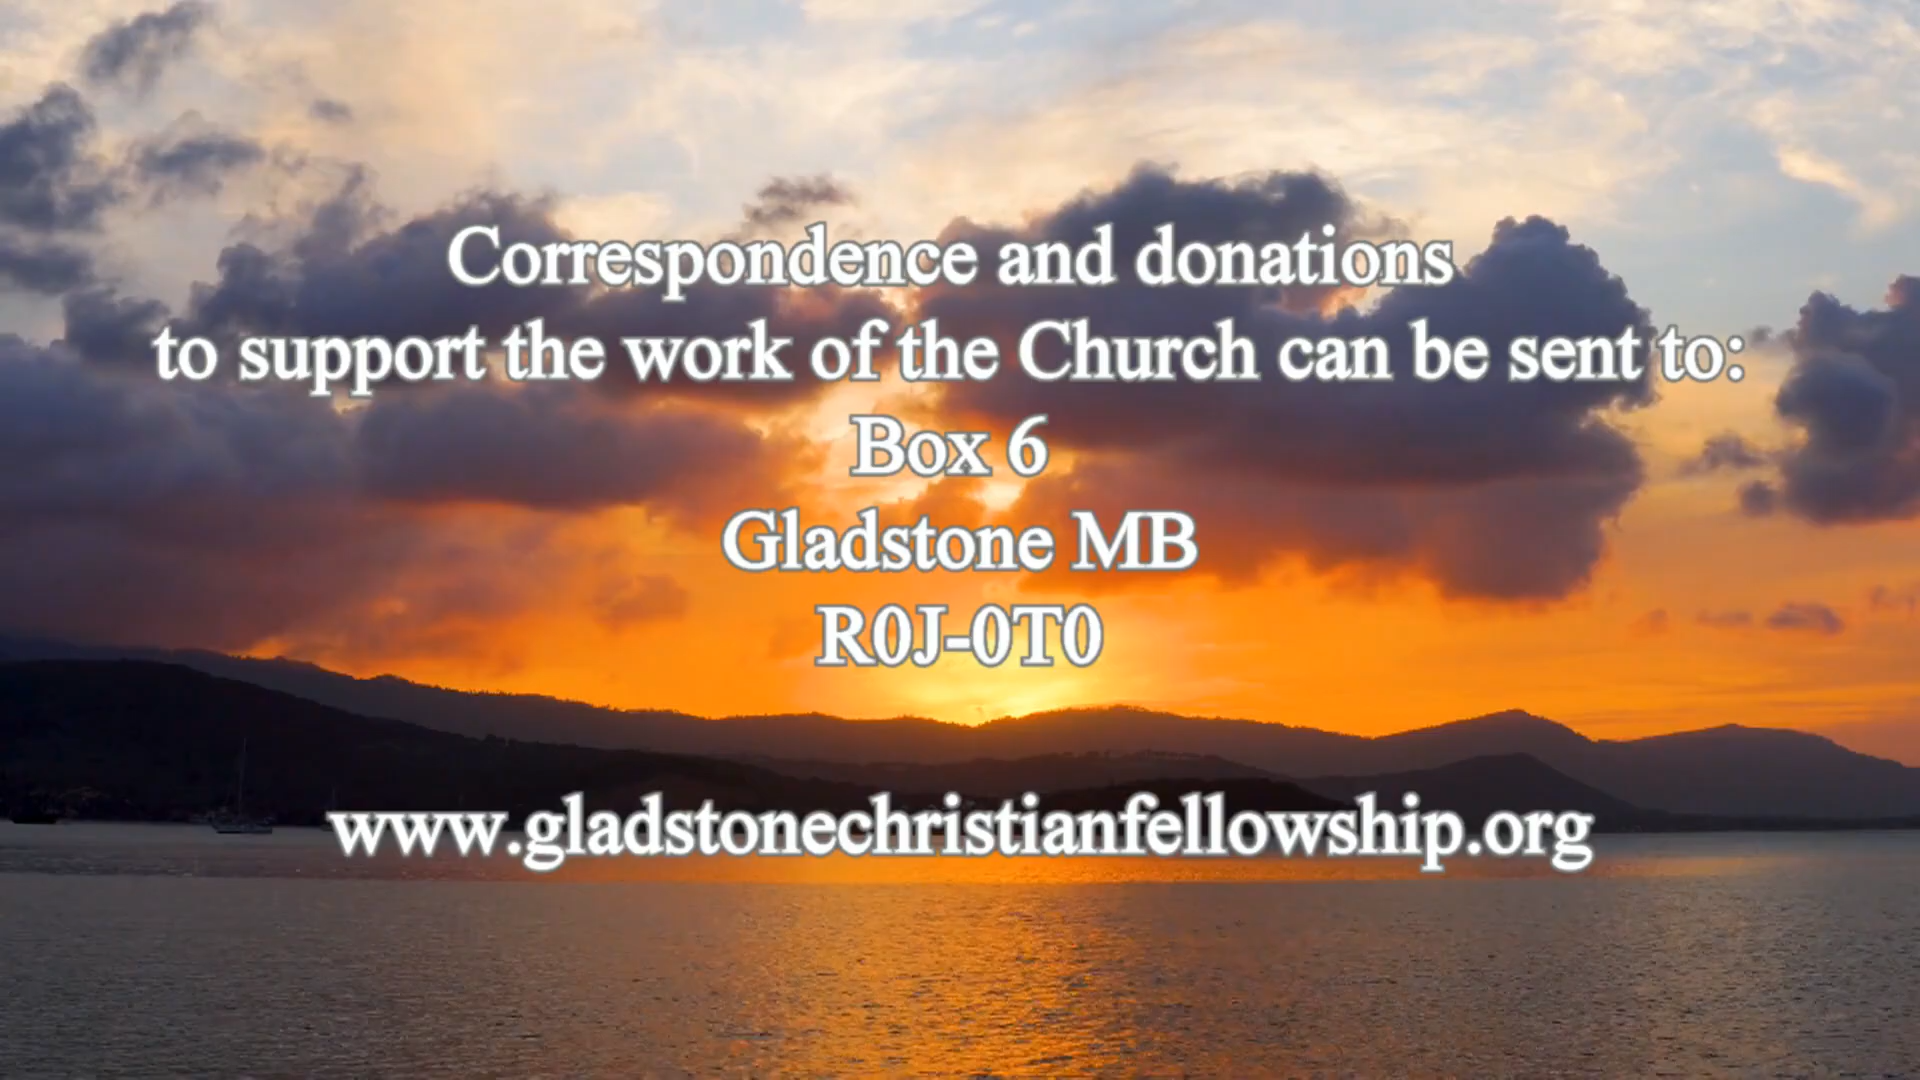 Correspondence and donations
to support the work of the Church can be sent to:
Box 6
Gladstone MB
R0J-0T0
www.gladstonechristianfellowship.org